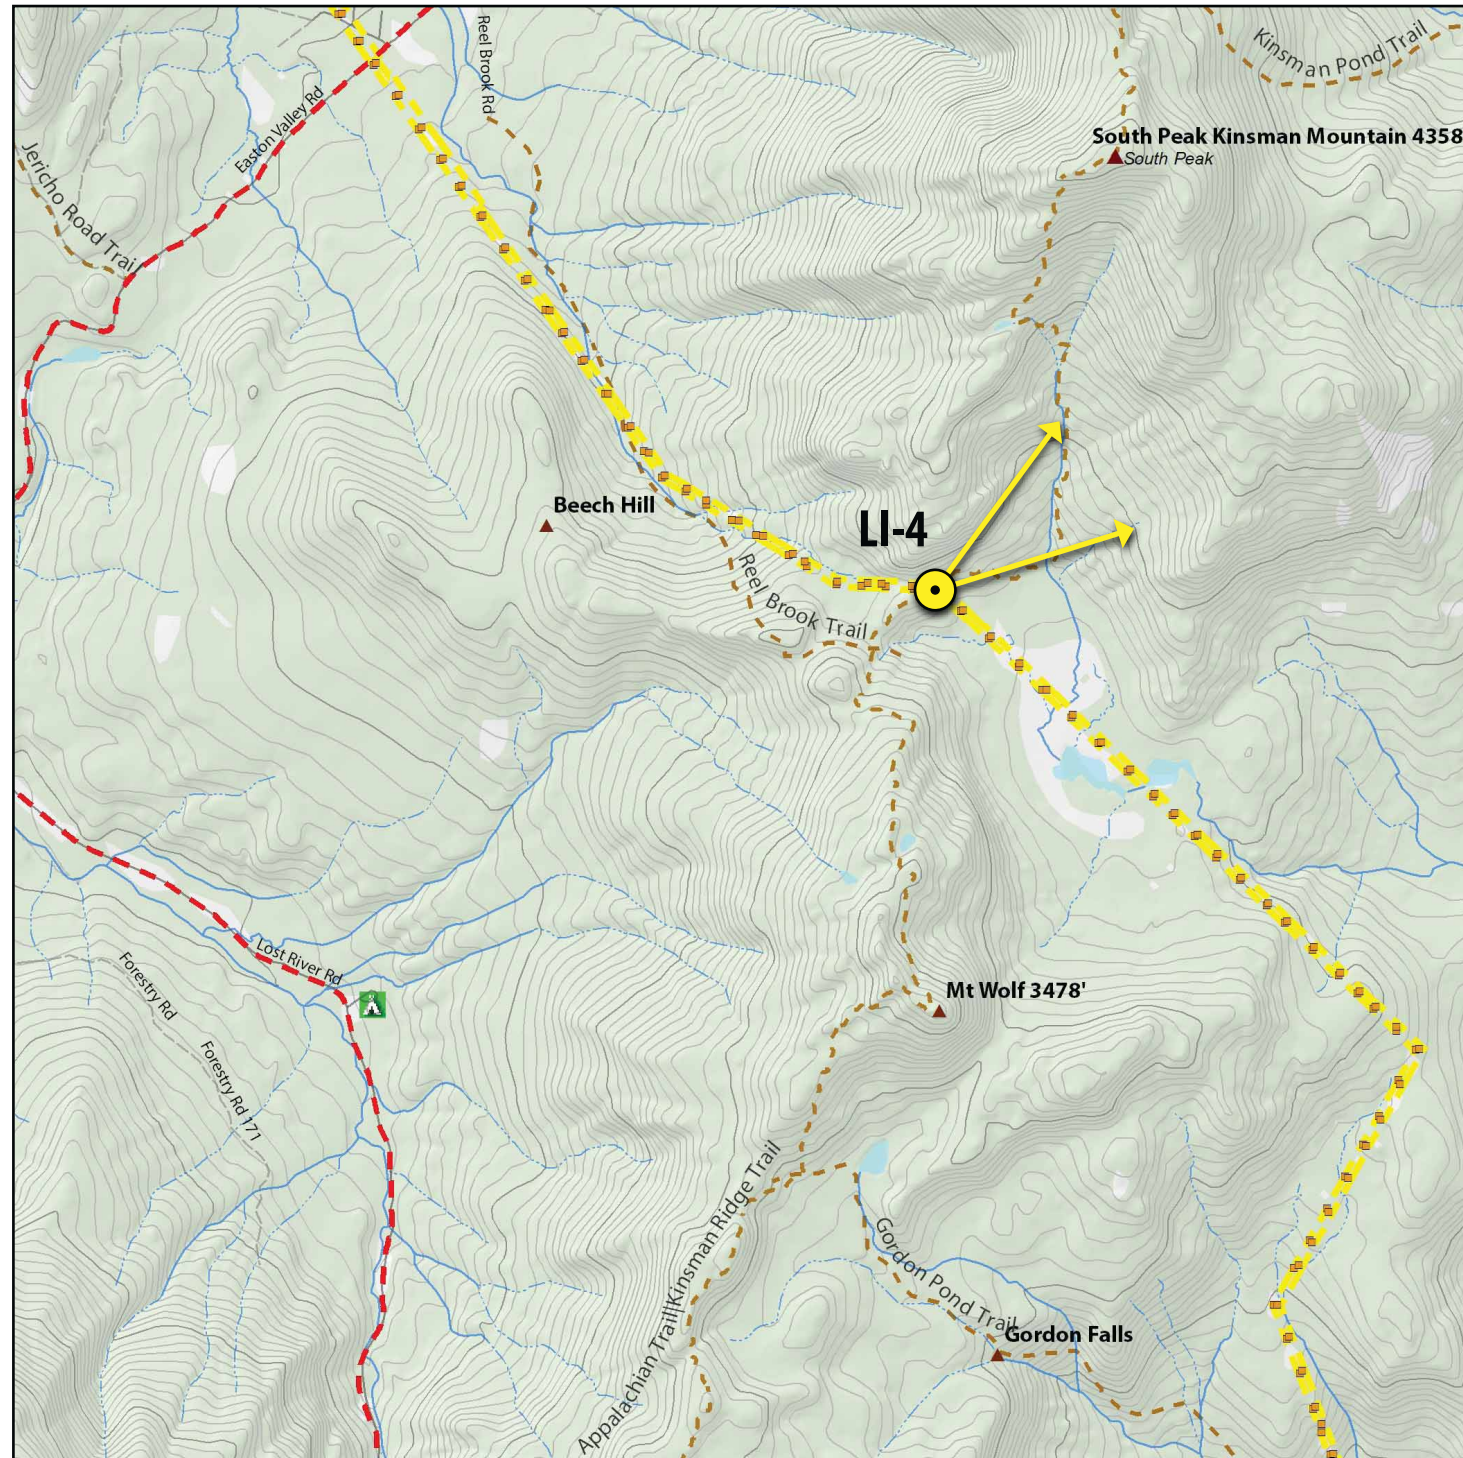 Reel Brook Rd
Kinsman Pond Trail
Easton Valley Rd
South Peak Kinsman Mountain 4358
South Peak
Jericho Road Trail
Beech Hill
LI-4
Reel Brook Trail
Lost River Rd
Forestry Rd
Mt Wolf 3478'
Forestry Rd 171
Appalachian Trail|Kinsman Ridge Trail
Gordon Pond Trail
Gordon Falls